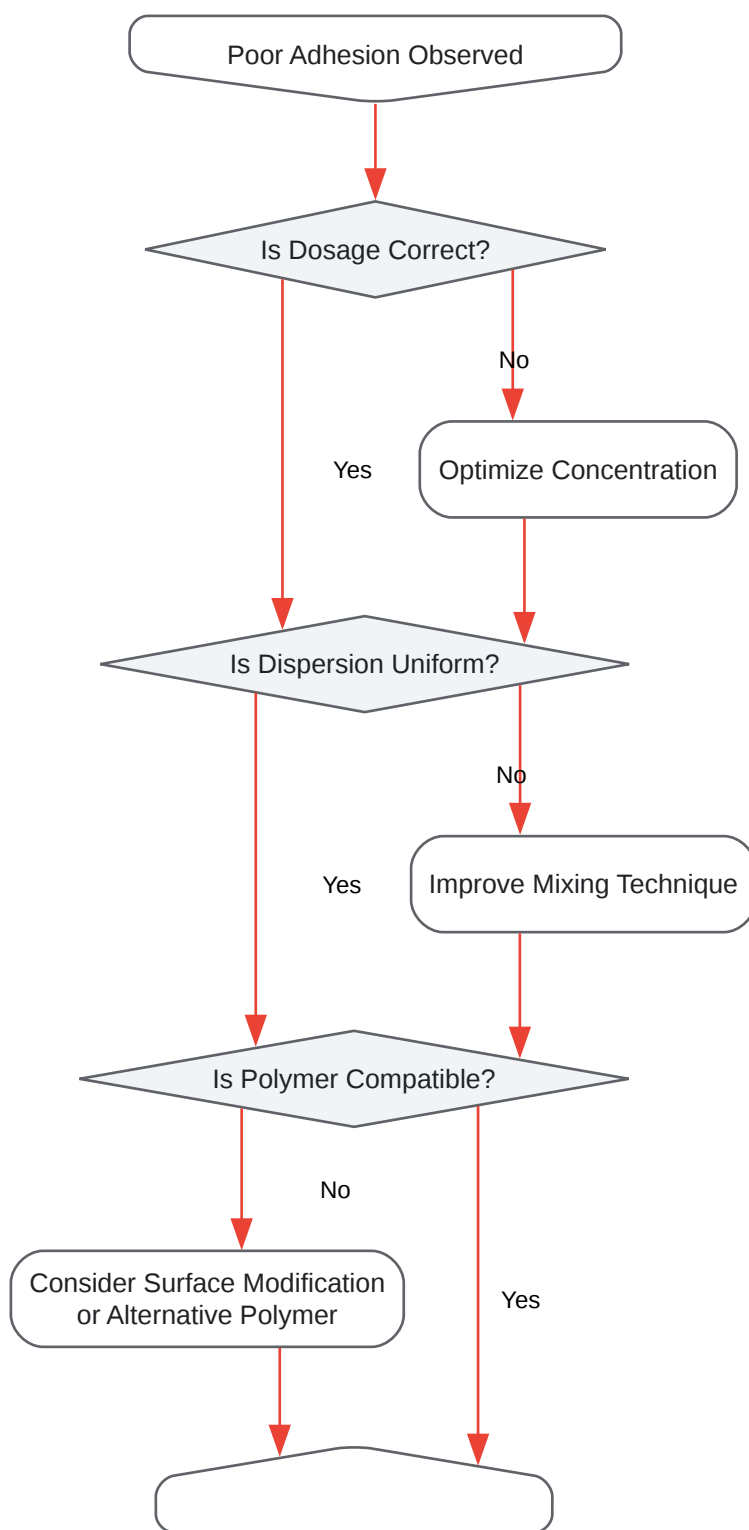 Poor Adhesion Observed
Is Dosage Correct?
No
Yes
Optimize Concentration
Is Dispersion Uniform?
No
Yes
Improve Mixing Technique
Is Polymer Compatible?
No
Consider Surface Modification
or Alternative Polymer
Yes